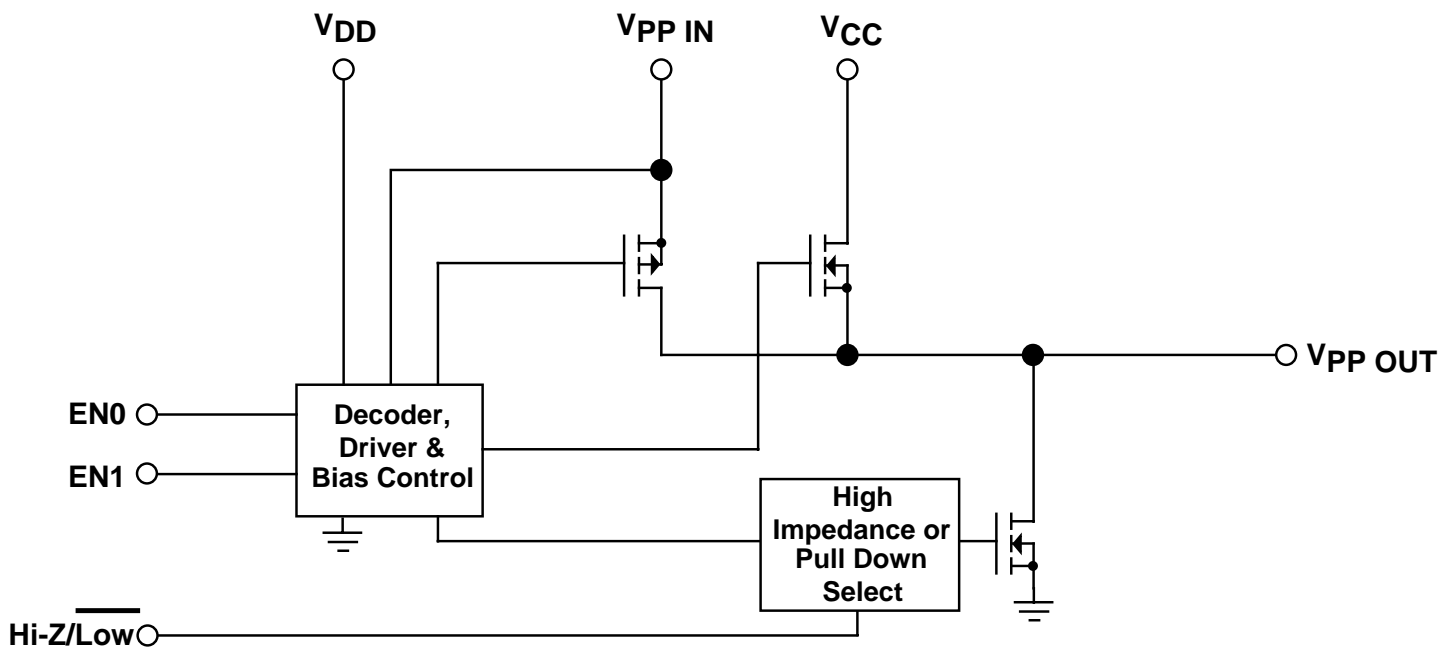 VDD
VPP IN
VCC
VPP OUT
EN0
EN1
Decoder,
Driver &
Bias Control
High
Impedance or
Pull Down
Select
Hi-Z/Low